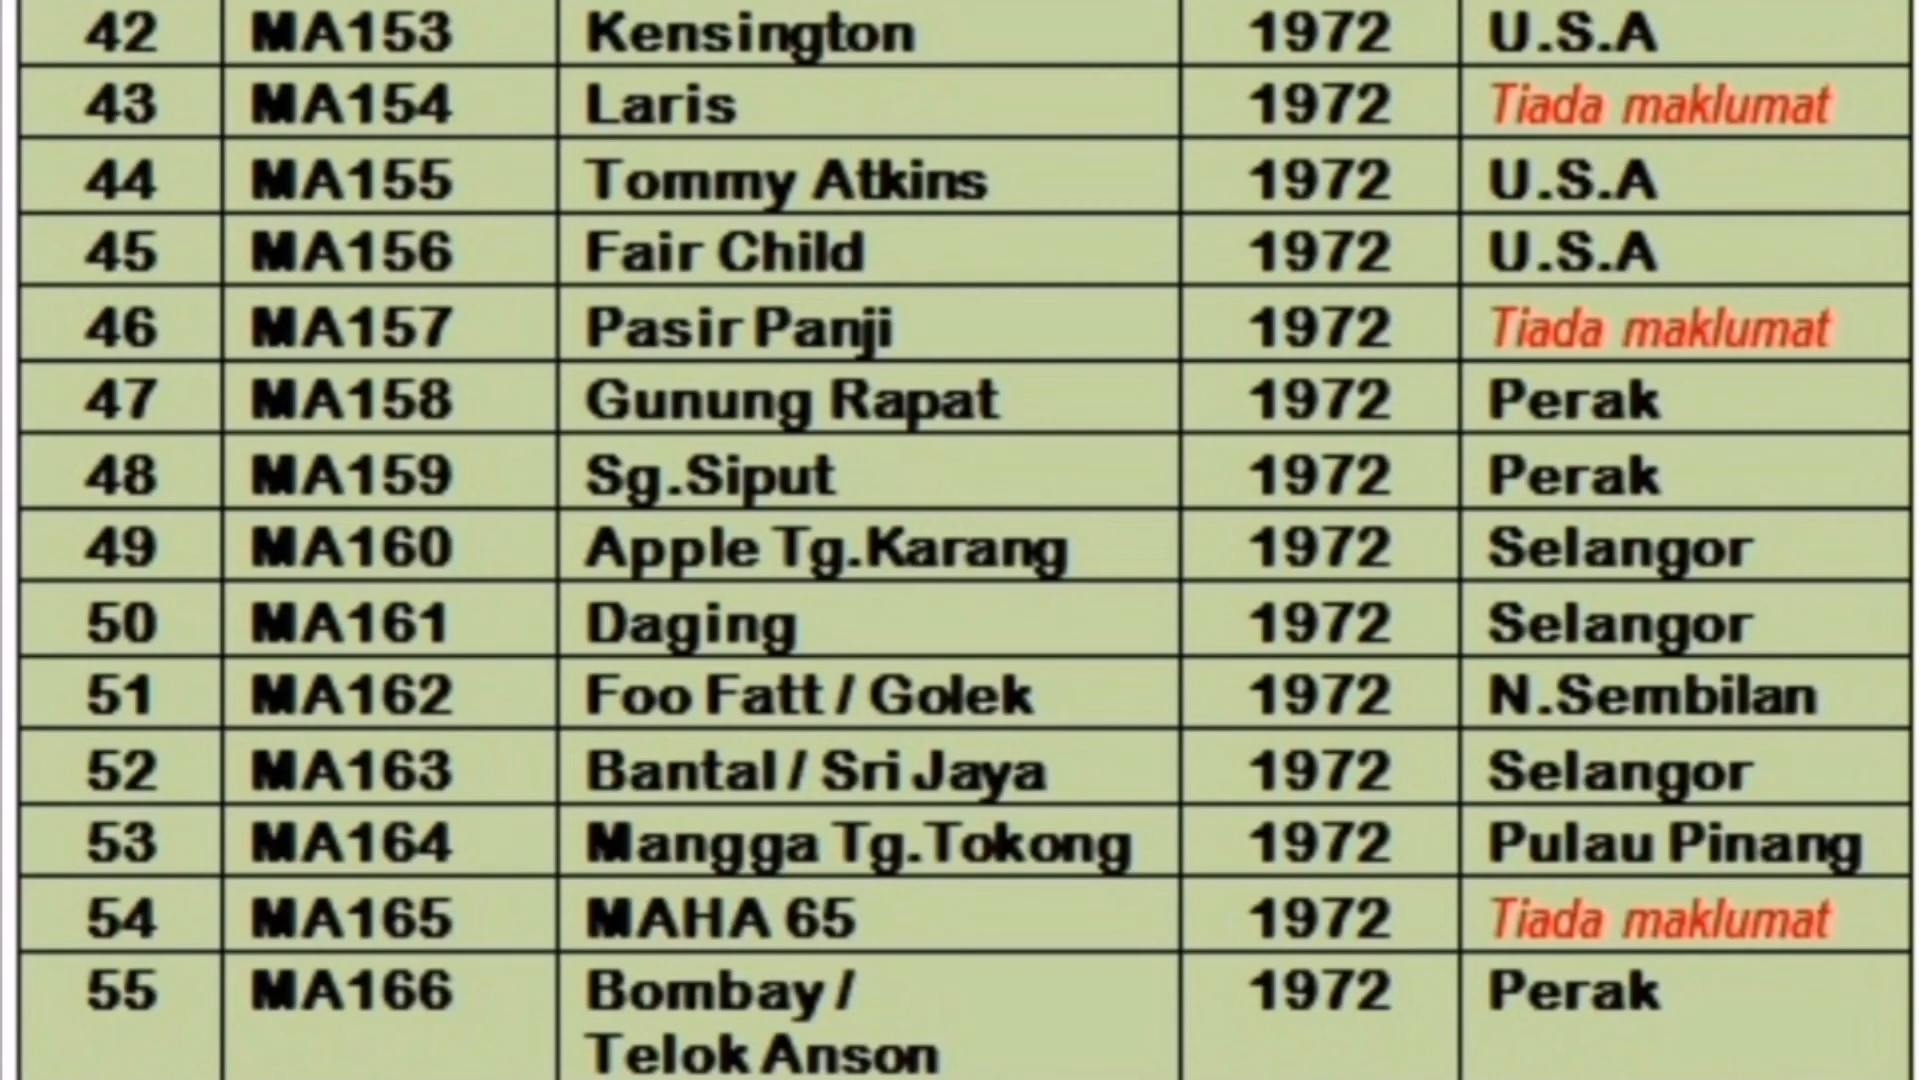 42 MA153 Kensington 1972 U.S.A
43 MA154 Laris 1972 Tiada maklumat
44 MA155 Tommy Atkins 1972 U.S.A
45 MA156 Fair Child 1972 U.S.A
46 MA157 Pasir Panji 1972 Tiada maklumat
47 MA158 Gunung Rapat 1972 Perak
48 MA159 Sg.Siput 1972 Perak
49 MA160 Apple Tg.Karang 1972 Selangor
50 MA161 Daging 1972 Selangor
51 MA162 Foo Fatt / Golek 1972 N.Sembilan
52 MA163 Bantal / Sri Jaya 1972 Selangor
53 MA164 Mangga Tg.Tokong 1972 Pulau Pinang
54 MA165 MAHA 65 1972 Tiada maklumat
55 MA166 Bombay / 1972 Perak
Telok Anson